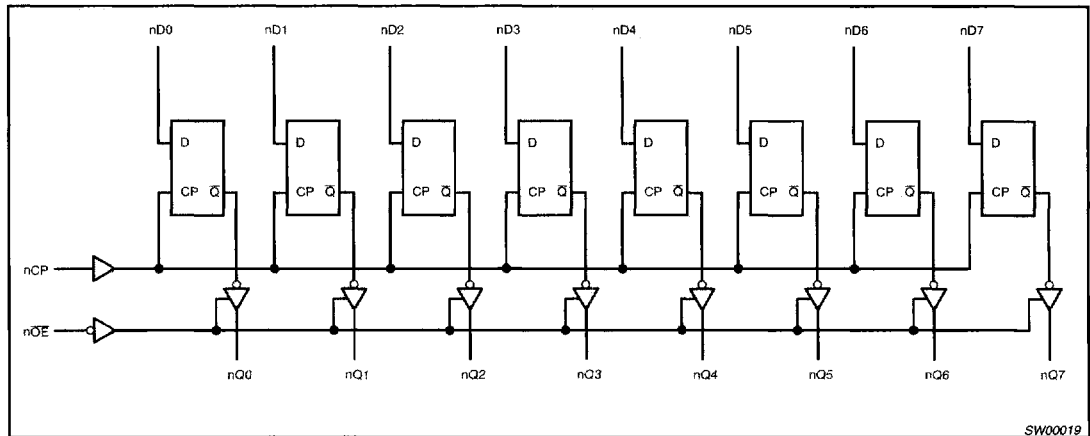 nD0 nD1 nD2 nD3 nD4 nD5 nD6 nD7
D D D D D D D D
CP Q̅ CP Q̅ CP Q̅ CP Q̅ CP Q̅ CP Q̅ CP Q̅ CP Q̅
nCP
nO̅E̅
nQ0 nQ1 nQ2 nQ3 nQ4 nQ5 nQ6 nQ7
SW00019